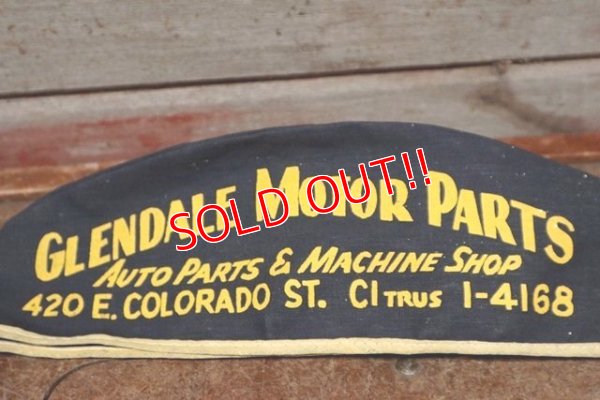 GLENDALE MOTOR PARTS
SOLD OUT!!
AUTO PARTS & MACHINE SHOP
420 E. COLORADO ST. CITRUS 1-4168